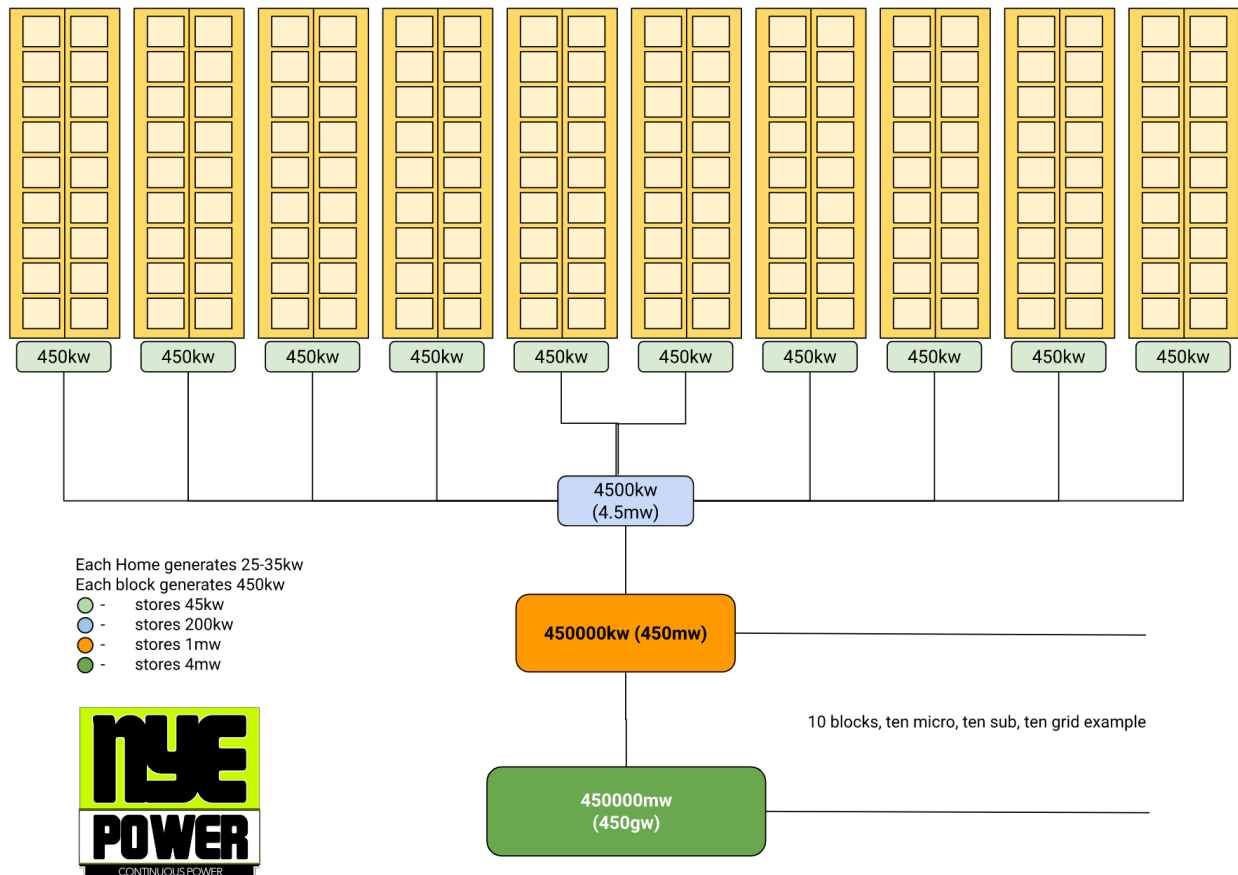 450kw 450kw 450kw 450kw 450kw 450kw 450kw 450kw 450kw 450kw
4500kw
(4.5mw)
Each Home generates 25-35kw
Each block generates 450kw
- stores 45kw
- stores 200kw
- stores 1mw
- stores 4mw
450000kw (450mw)
10 blocks, ten micro, ten sub, ten grid example
450000mw
(450gw)
nye
POWER
CONTINUOUS POWER